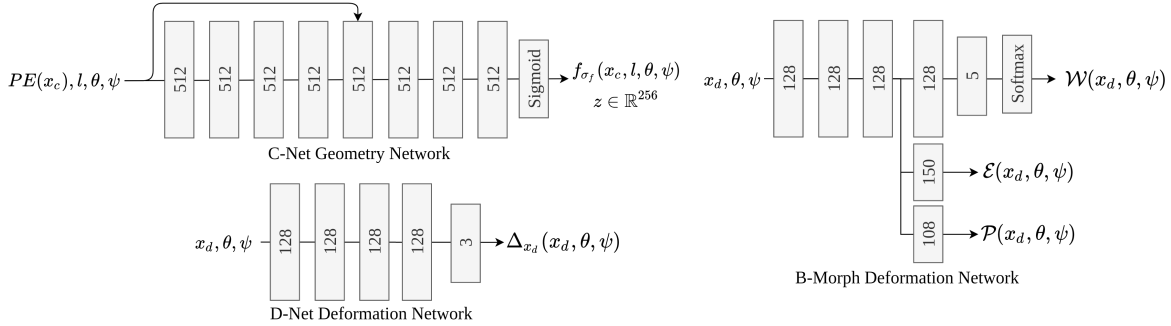 PE(x_c), l, θ, ψ
512
512
512
512
512
512
512
512
Sigmoid
f_{σ_f}(x_c, l, θ, ψ)
z ∈ ℝ^{256}
C-Net Geometry Network
x_d, θ, ψ
128
128
128
128
3
Δ_{x_d}(x_d, θ, ψ)
D-Net Deformation Network
x_d, θ, ψ
128
128
128
128
5
Softmax
𝒲(x_d, θ, ψ)
150
ℰ(x_d, θ, ψ)
108
𝒫(x_d, θ, ψ)
B-Morph Deformation Network